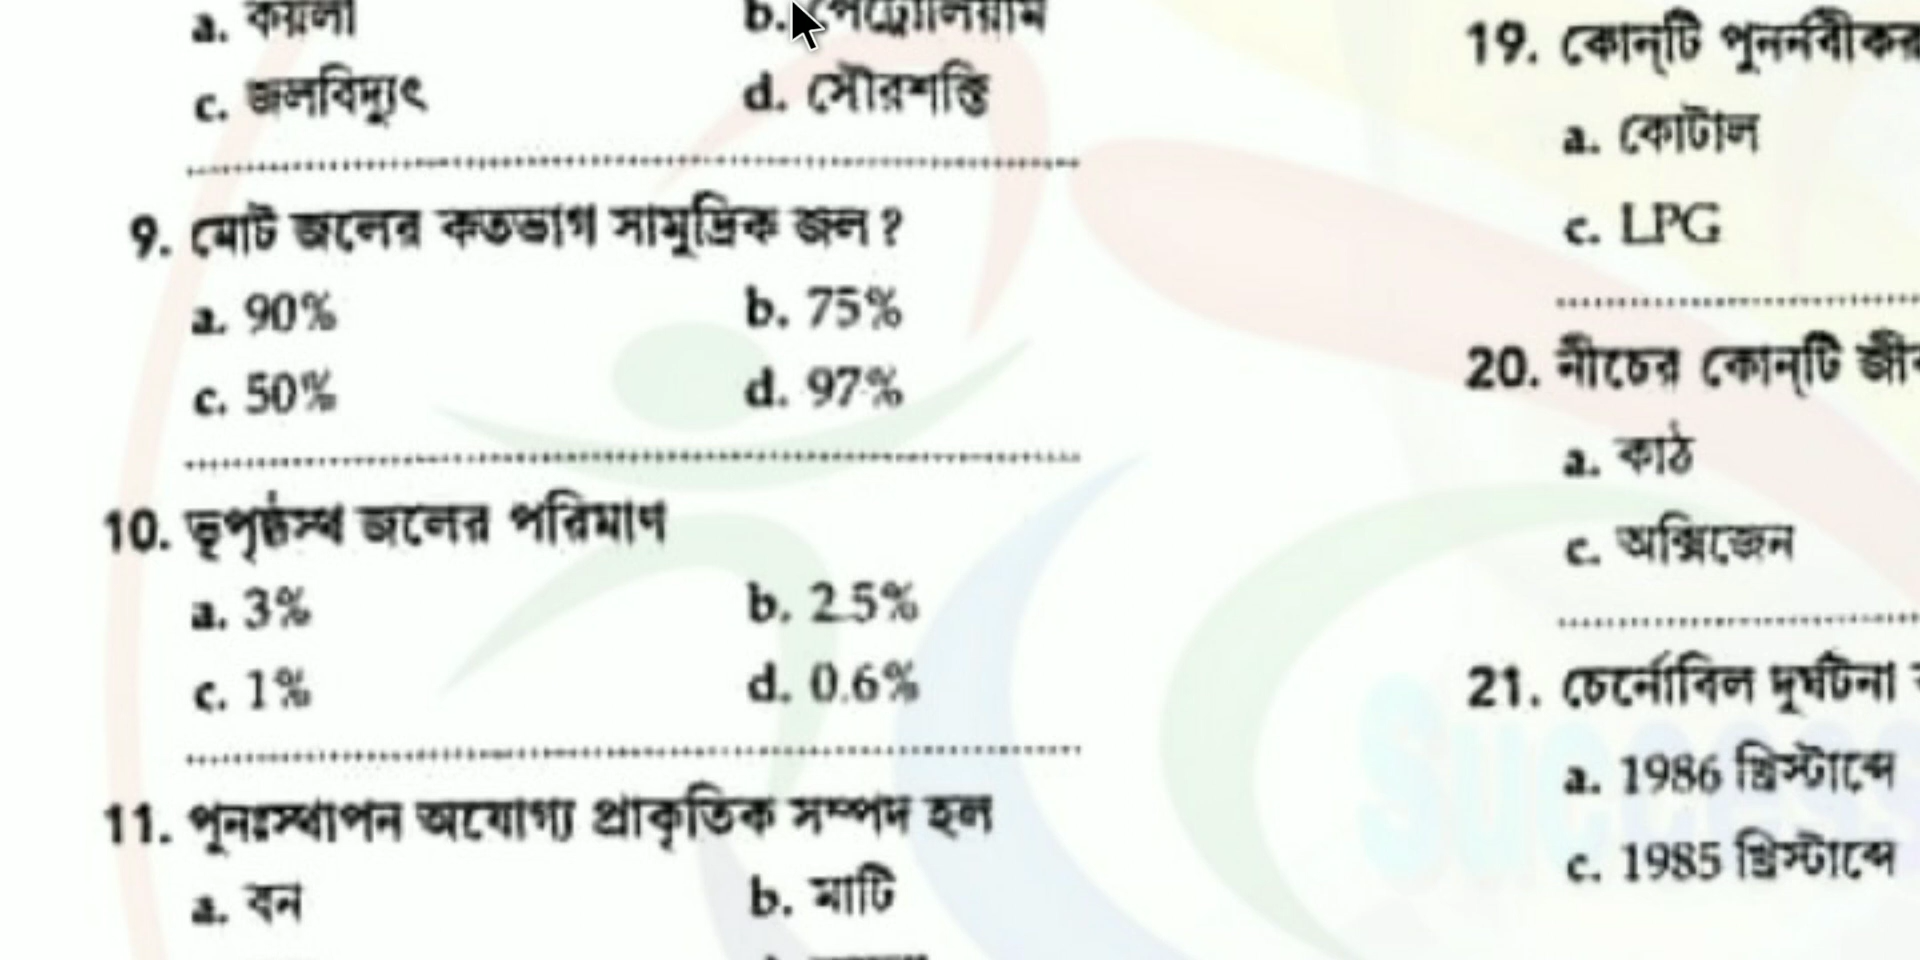 a. কয়লা
b. পেট্রোলিয়াম
c. জলবিদ্যুৎ
d. সৌরশক্তি
9. মোট জলের কতভাগ সামুদ্রিক জল?
a. 90%
b. 75%
c. 50%
d. 97%
10. ভূপৃষ্ঠস্থ জলের পরিমাণ
a. 3%
b. 2.5%
c. 1%
d. 0.6%
11. পুনঃস্থাপন অযোগ্য প্রাকৃতিক সম্পদ হল
a. বন
b. মাটি
19. কোন্‌টি পুনর্নবীকর
a. কোটাল
c. LPG
20. নীচের কোন্‌টি জী
a. কাঠ
c. অক্সিজেন
21. চের্নোবিল দুর্ঘটনা
a. 1986 খ্রিস্টাব্দে
c. 1985 খ্রিস্টাব্দে
Success